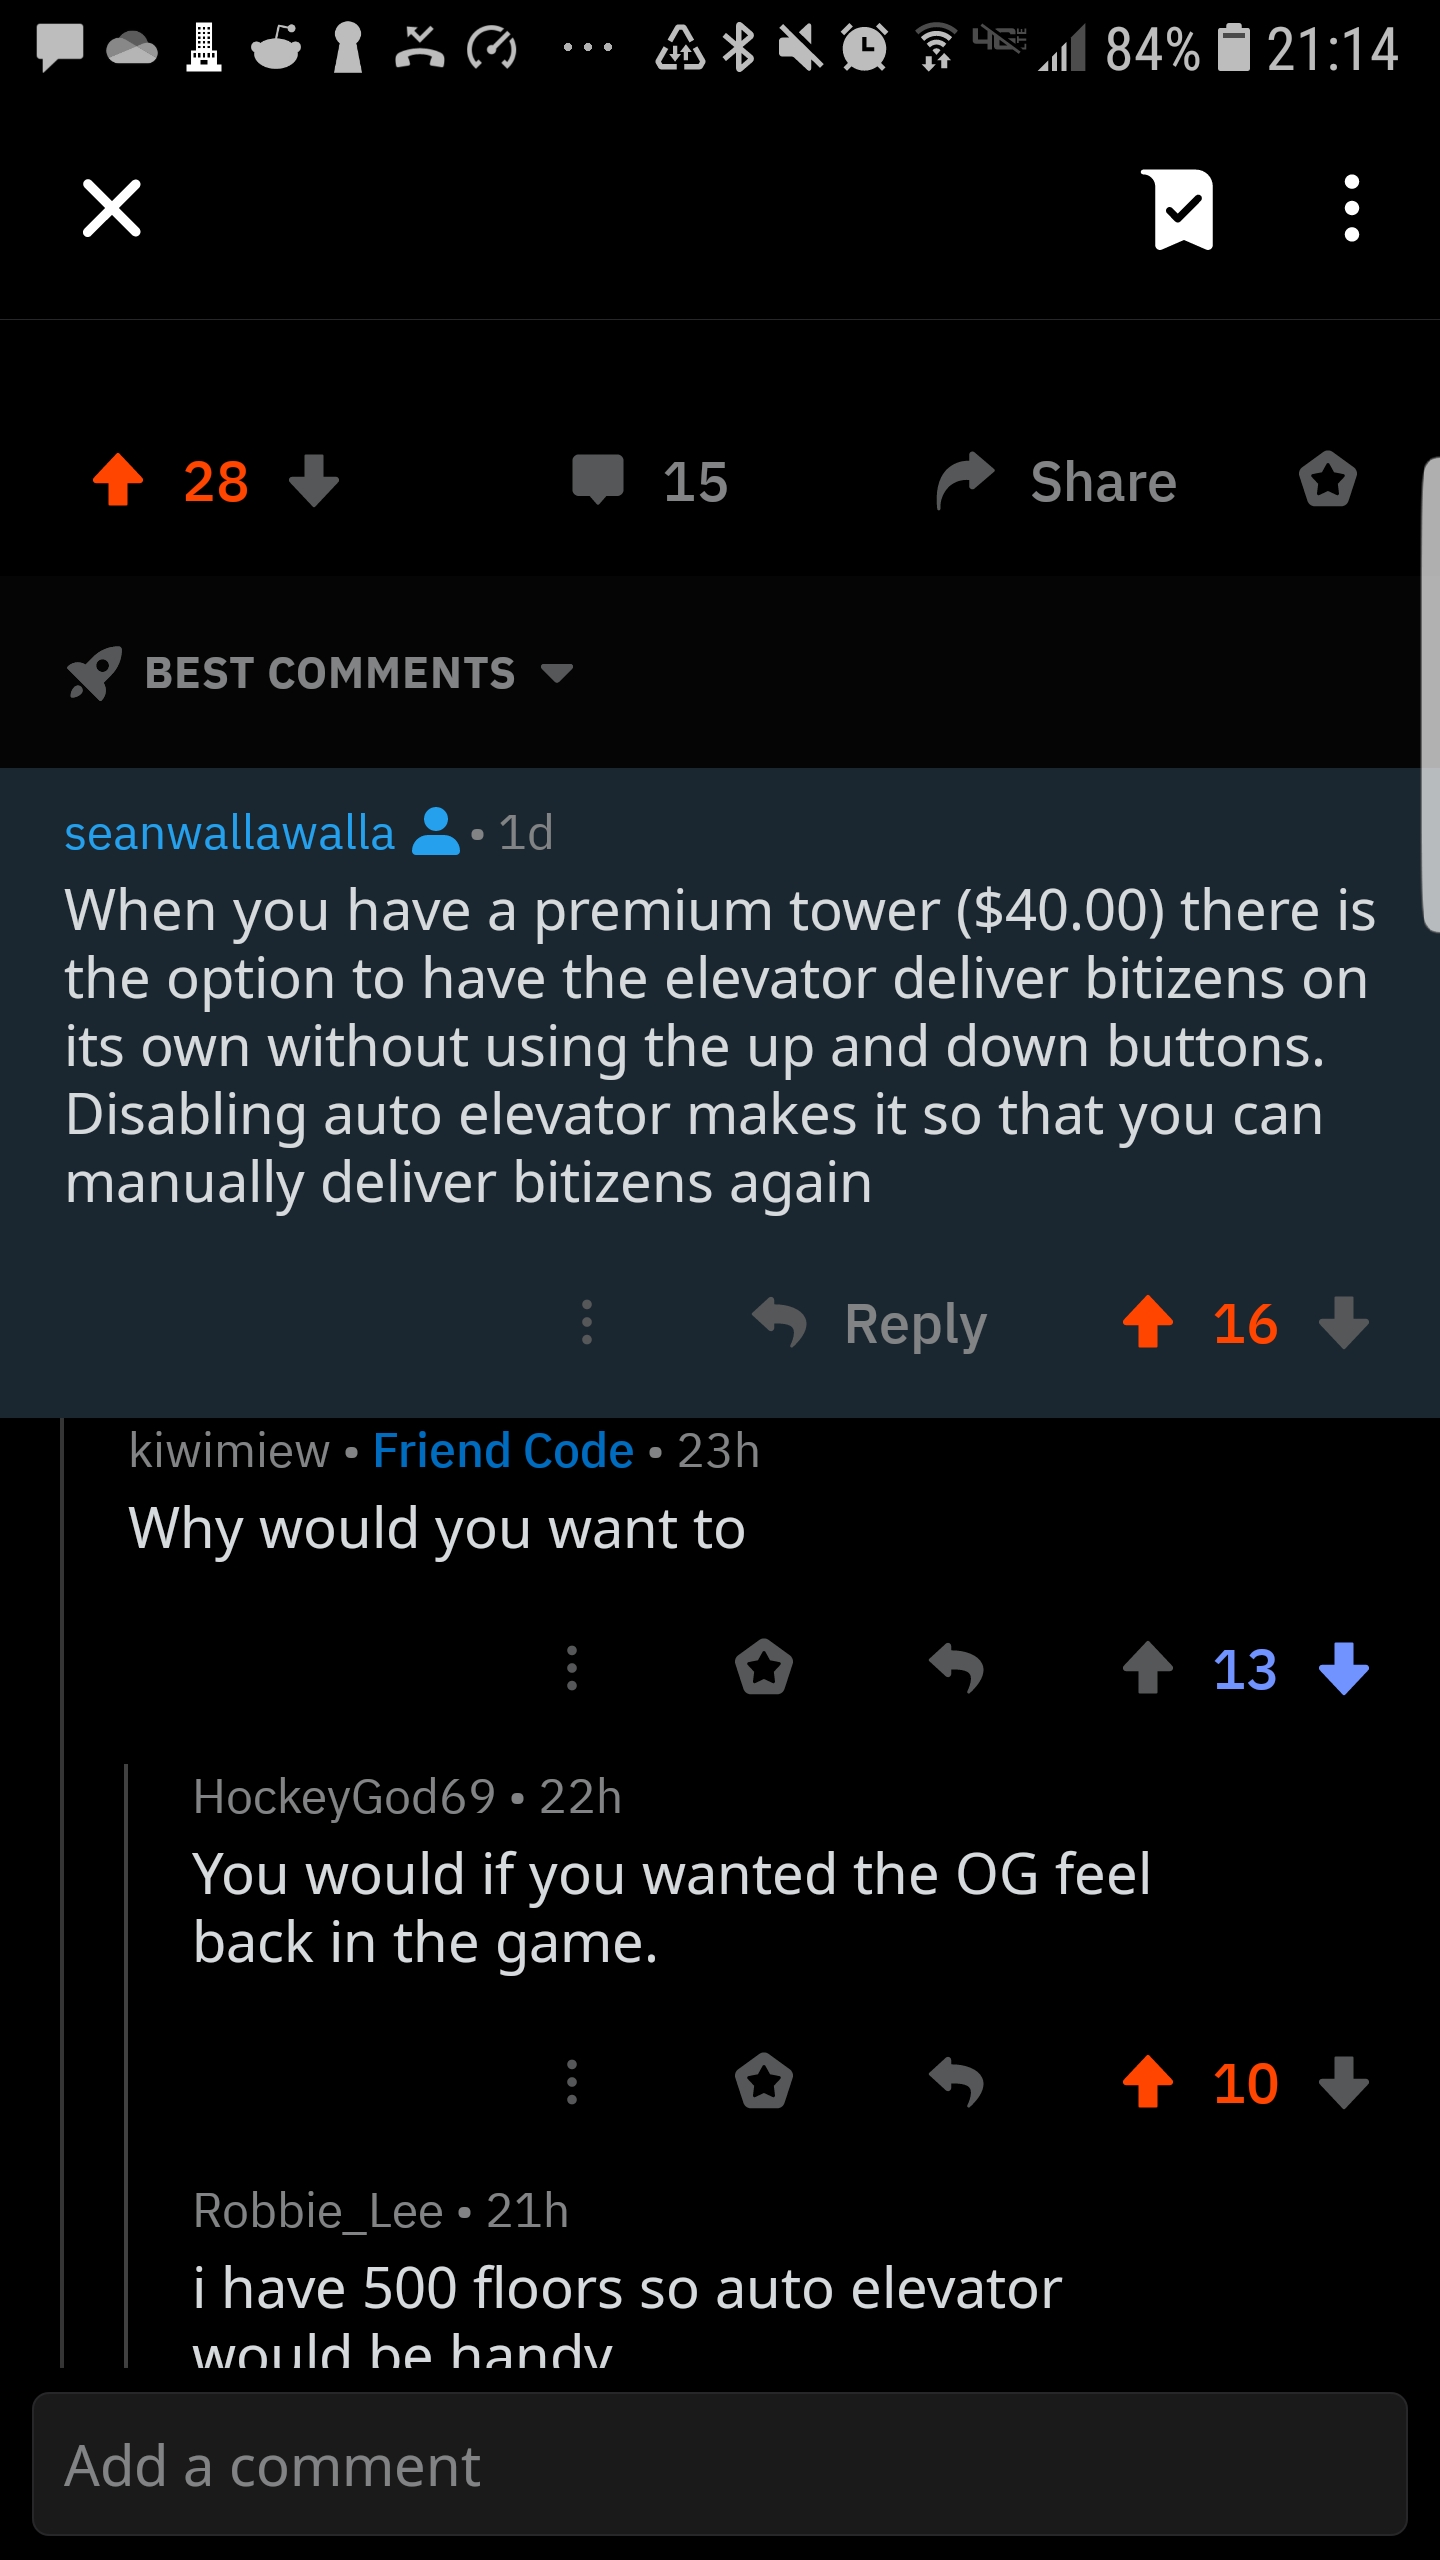 84% 21:14
28 15 Share
BEST COMMENTS
seanwallawalla • 1d
When you have a premium tower ($40.00) there is
the option to have the elevator deliver bitizens on
its own without using the up and down buttons.
Disabling auto elevator makes it so that you can
manually deliver bitizens again
Reply 16
kiwimiew • Friend Code • 23h
Why would you want to
13
HockeyGod69 • 22h
You would if you wanted the OG feel
back in the game.
10
Robbie_Lee • 21h
i have 500 floors so auto elevator
would be handy
Add a comment